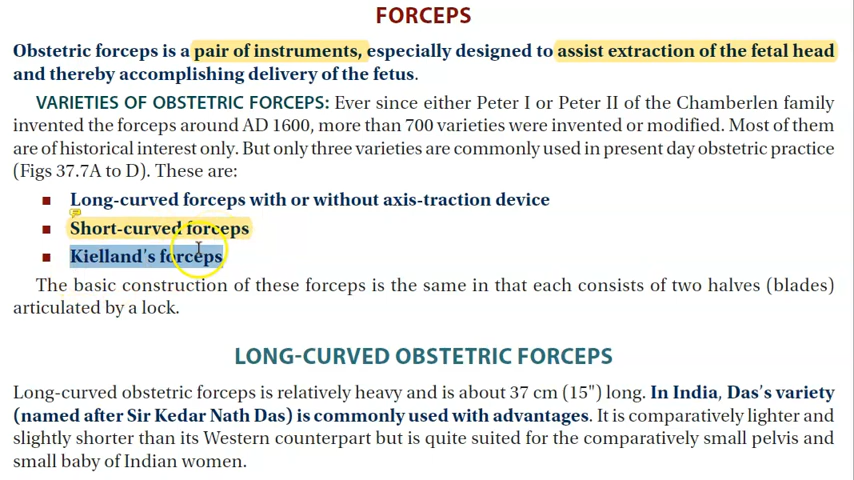 FORCEPS
Obstetric forceps is a pair of instruments, especially designed to assist extraction of the fetal head
and thereby accomplishing delivery of the fetus.
VARIETIES OF OBSTETRIC FORCEPS: Ever since either Peter I or Peter II of the Chamberlen family
invented the forceps around AD 1600, more than 700 varieties were invented or modified. Most of them
are of historical interest only. But only three varieties are commonly used in present day obstetric practice
(Figs 37.7A to D). These are:
■ Long-curved forceps with or without axis-traction device
■ Short-curved forceps
■ Kielland's forceps
The basic construction of these forceps is the same in that each consists of two halves (blades)
articulated by a lock.
LONG-CURVED OBSTETRIC FORCEPS
Long-curved obstetric forceps is relatively heavy and is about 37 cm (15") long. In India, Das's variety
(named after Sir Kedar Nath Das) is commonly used with advantages. It is comparatively lighter and
slightly shorter than its Western counterpart but is quite suited for the comparatively small pelvis and
small baby of Indian women.